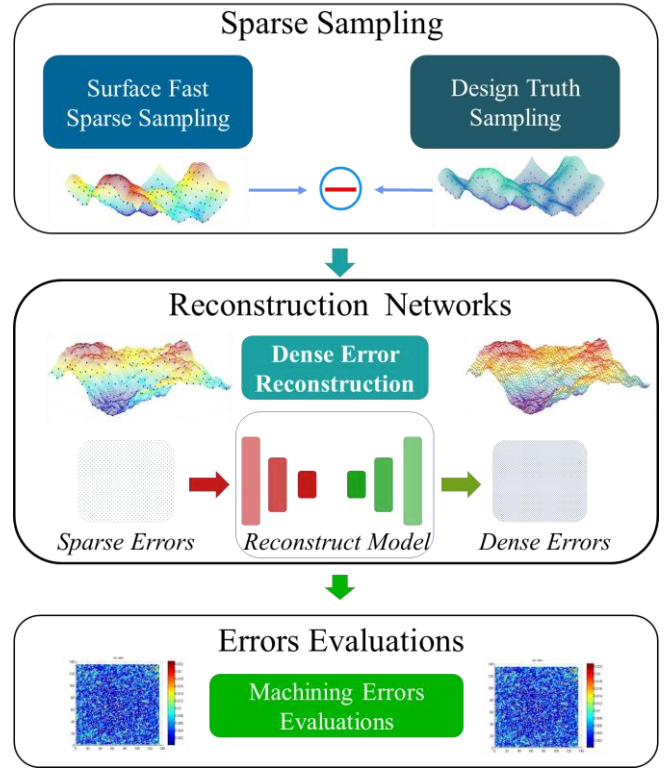 Sparse Sampling
Surface Fast
Sparse Sampling
Design Truth
Sampling
Reconstruction Networks
Dense Error
Reconstruction
Sparse Errors
Reconstruct Model
Dense Errors
Errors Evaluations
Machining Errors
Evaluations